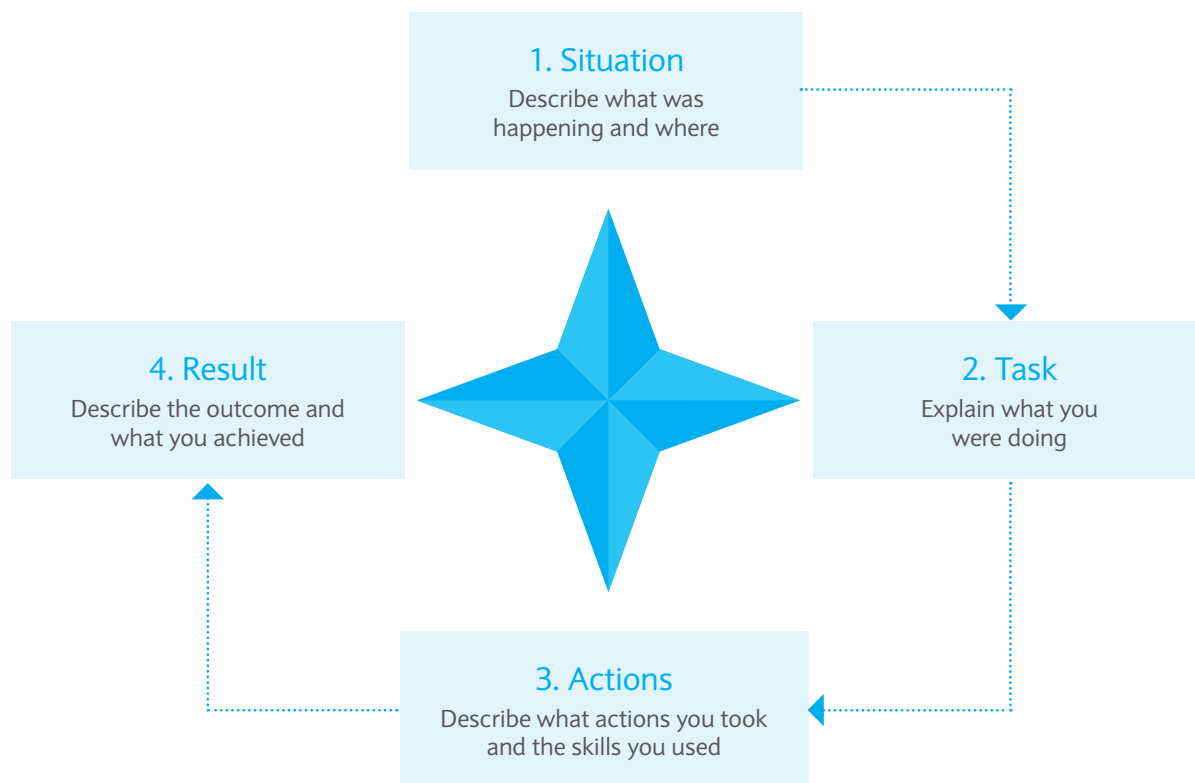 1. Situation
Describe what was
happening and where
2. Task
Explain what you
were doing
3. Actions
Describe what actions you took
and the skills you used
4. Result
Describe the outcome and
what you achieved